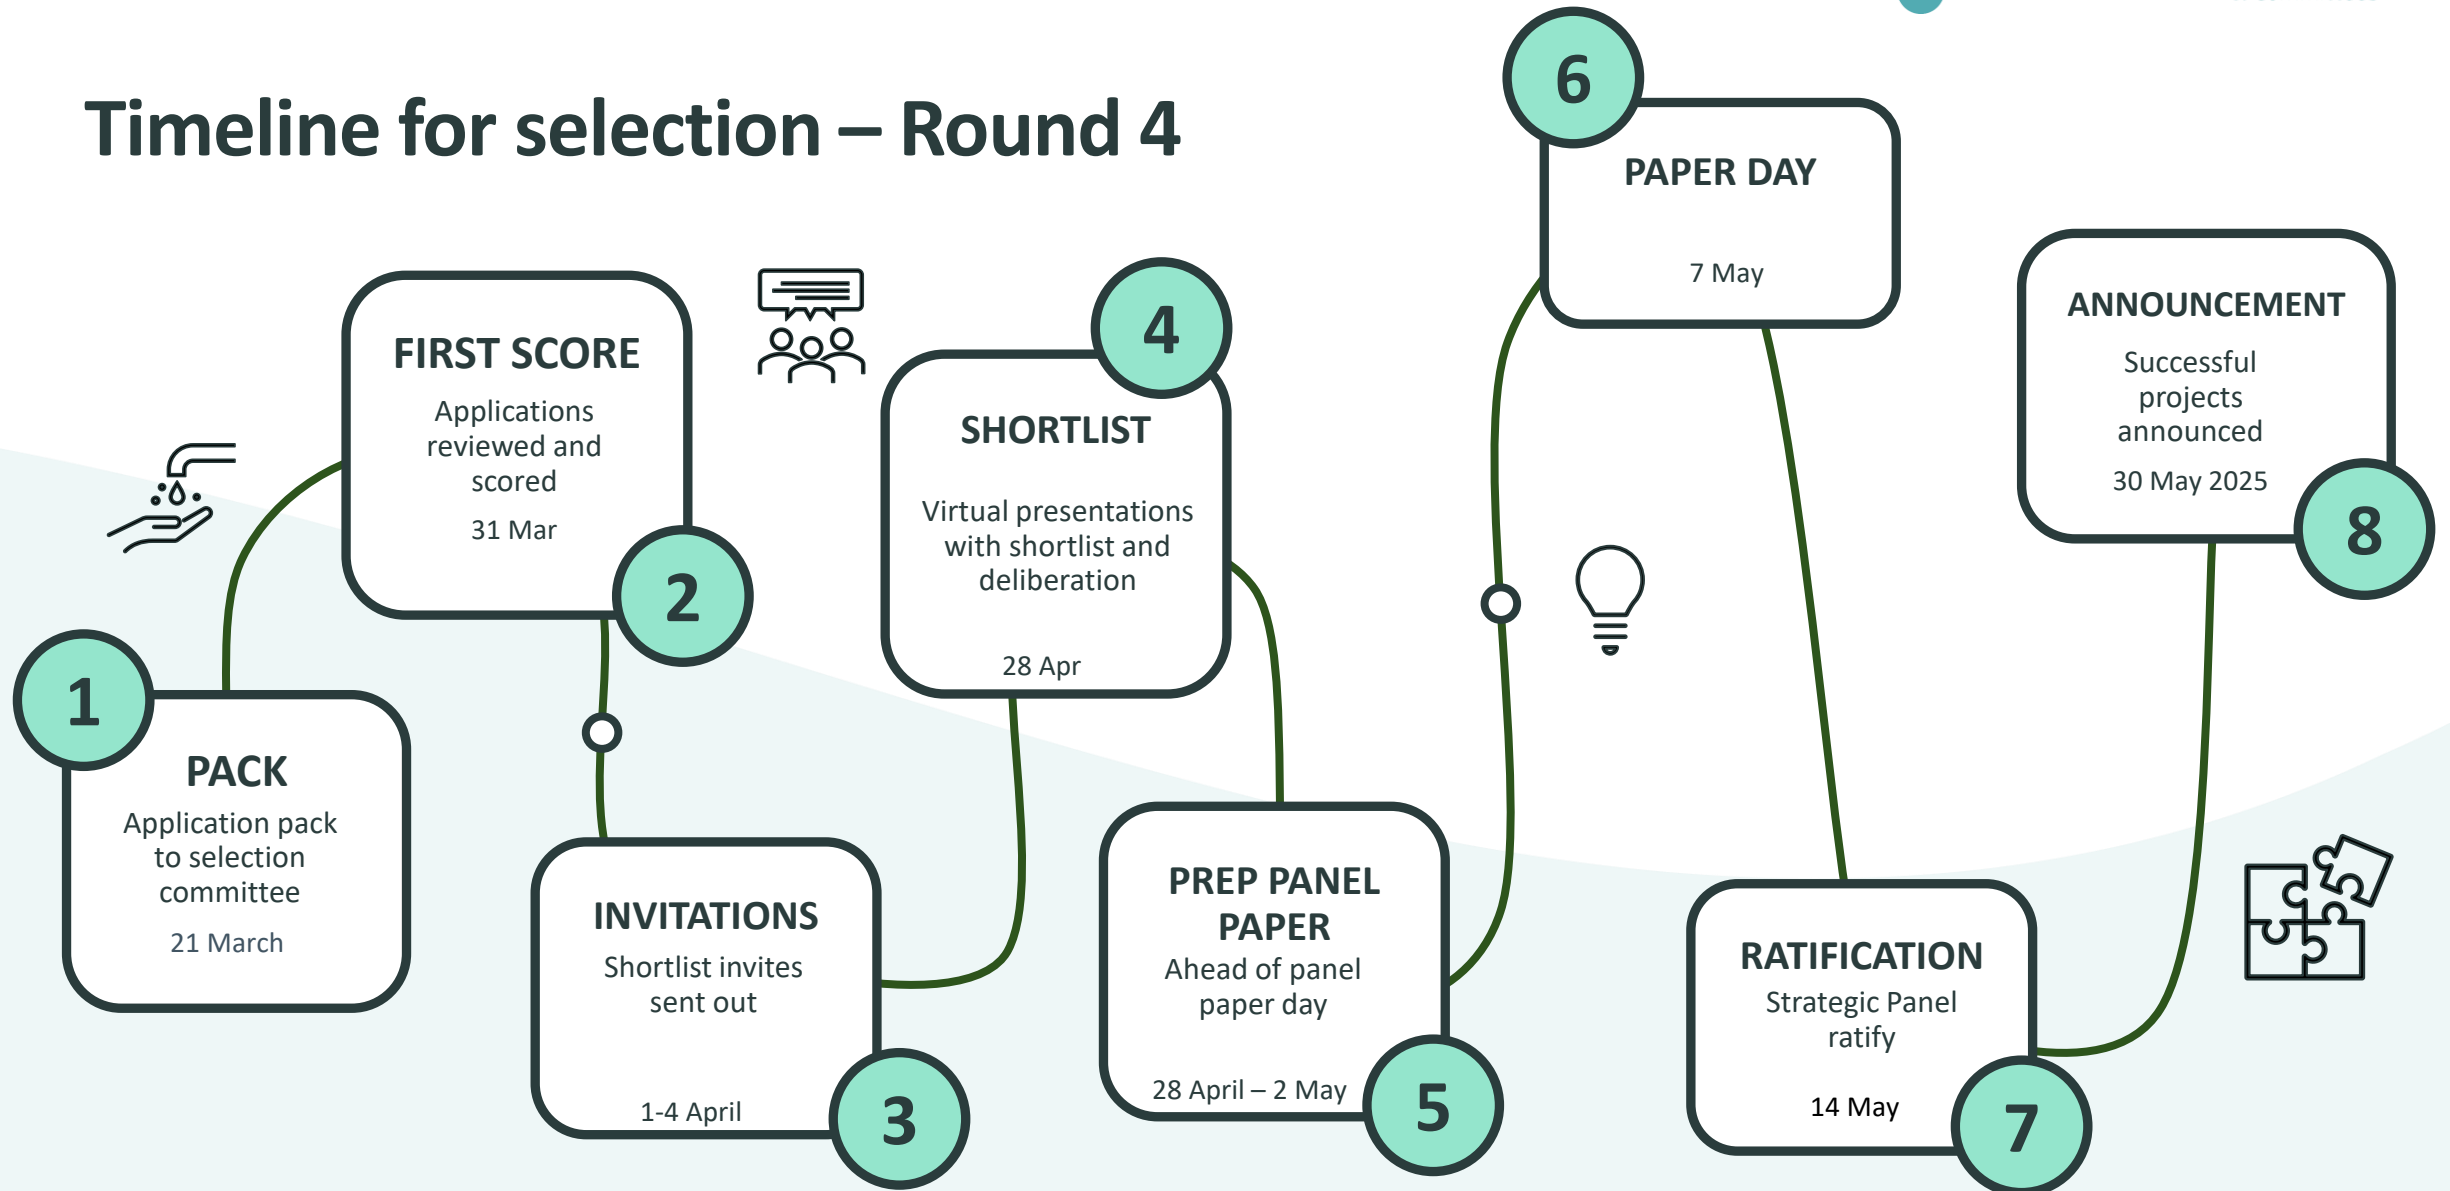 Timeline for selection – Round 4
1
PACK
Application pack
to selection
committee
21 March
FIRST SCORE
Applications
reviewed and
scored
31 Mar
2
INVITATIONS
Shortlist invites
sent out
1-4 April
3
4
SHORTLIST
Virtual presentations
with shortlist and
deliberation
28 Apr
PREP PANEL
PAPER
Ahead of panel
paper day
28 April – 2 May
5
6
PAPER DAY
7 May
RATIFICATION
Strategic Panel
ratify
14 May
7
ANNOUNCEMENT
Successful
projects
announced
30 May 2025
8